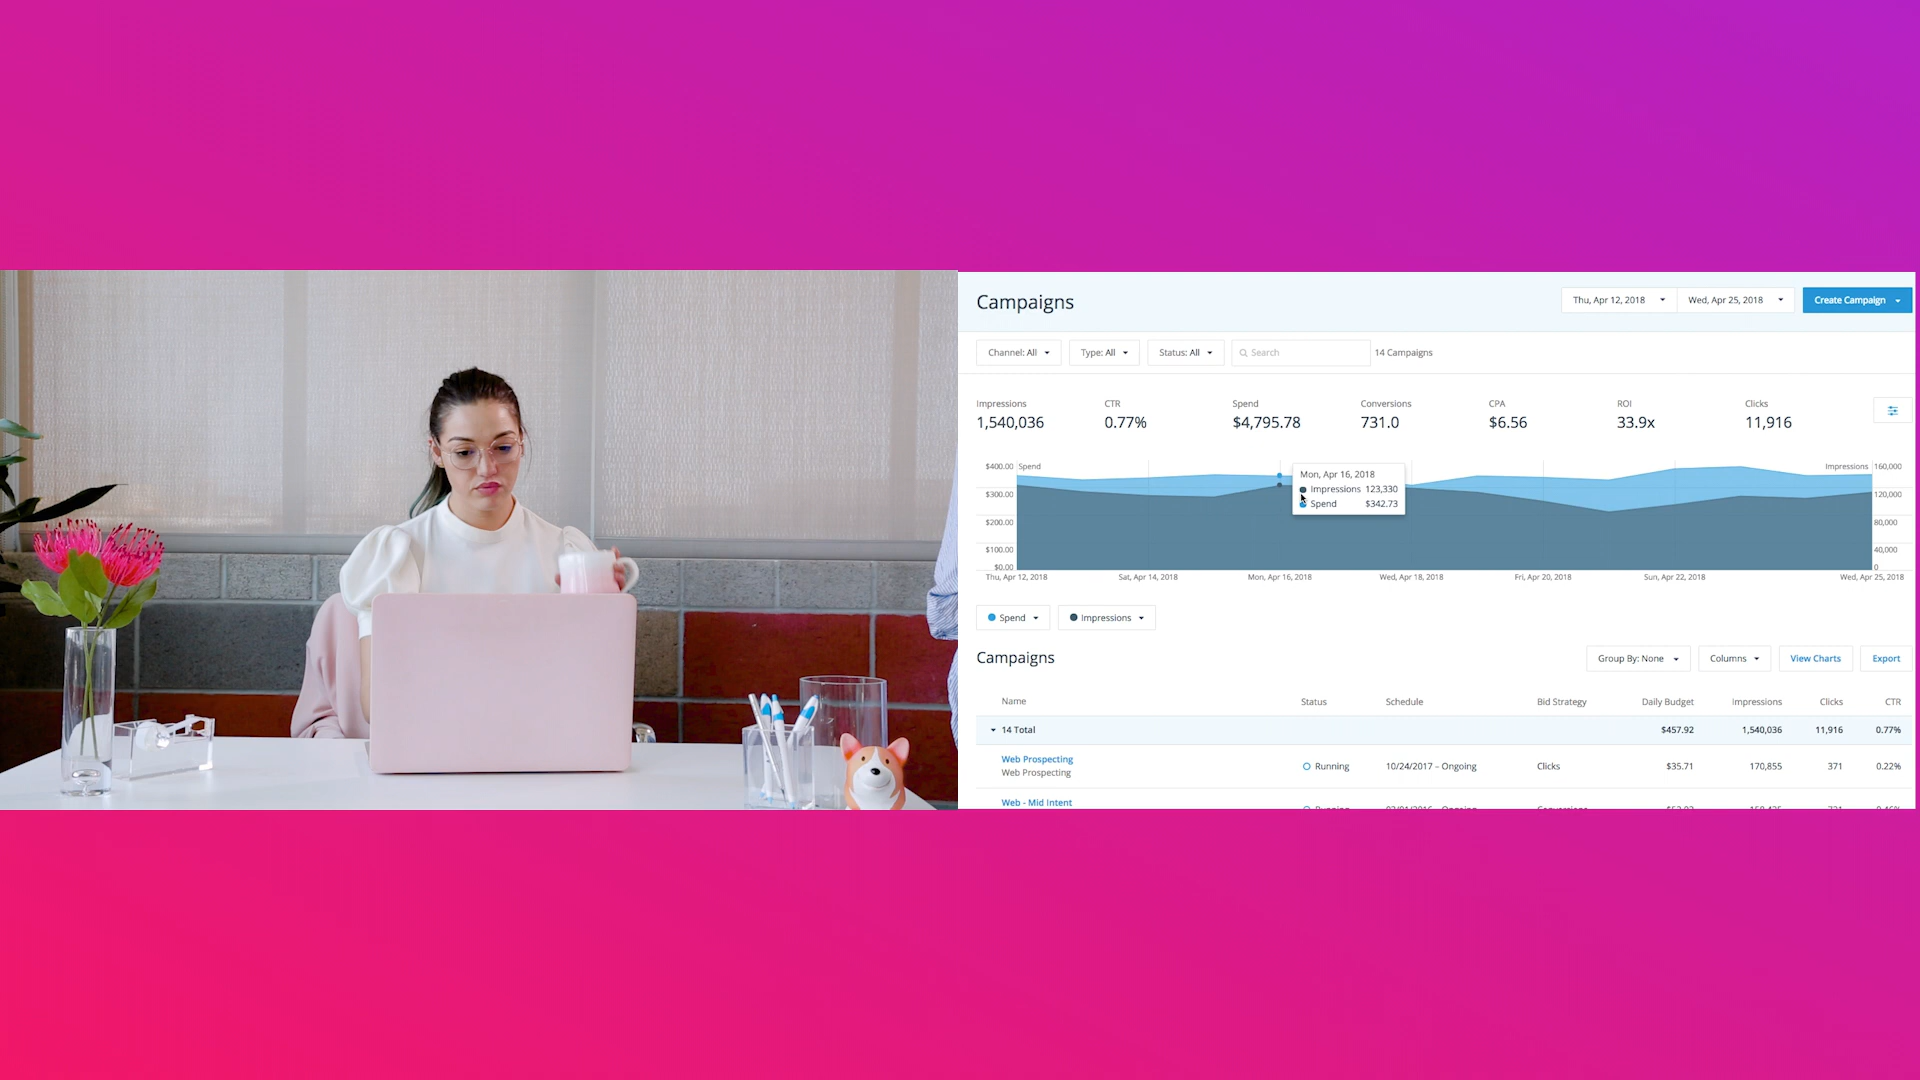 Campaigns
Thu, Apr 12, 2018 Wed, Apr 25, 2018 Create Campaign
Channel: All Type: All Status: All Search 14 Campaigns
Impressions CTR Spend Conversions CPA ROI Clicks
1,540,036 0.77% $4,795.78 731.0 $6.56 33.9x 11,916
$400.00 Spend Impressions 160,000
Mon, Apr 16, 2018
Impressions 123,330
$300.00 120,000
Spend $342.73
$200.00 80,000
$100.00 40,000
$0.00 0
Thu, Apr 12, 2018 Sat, Apr 14, 2018 Mon, Apr 16, 2018 Wed, Apr 18, 2018 Fri, Apr 20, 2018 Sun, Apr 22, 2018 Wed, Apr 25, 2018
Spend Impressions
Campaigns Group By: None Columns View Charts Export
Name Status Schedule Bid Strategy Daily Budget Impressions Clicks CTR
14 Total $457.92 1,540,036 11,916 0.77%
Web Prospecting
Web Prospecting Running 10/24/2017 – Ongoing Clicks $35.71 170,855 371 0.22%
Web - Mid Intent